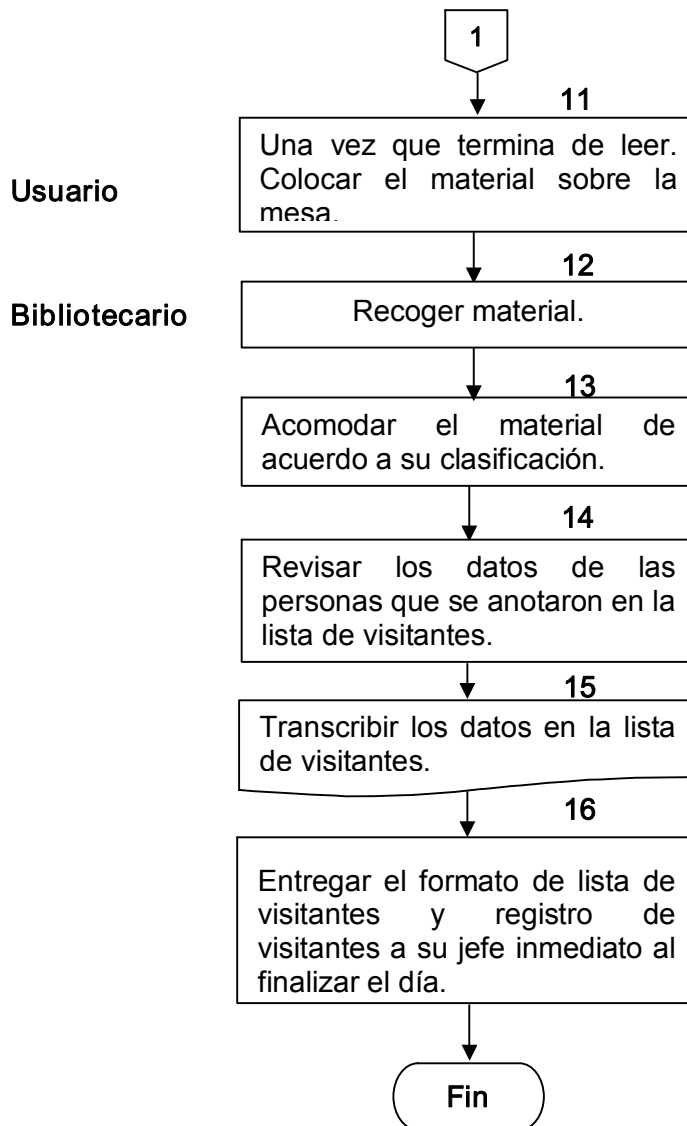 1
11
Una vez que termina de leer.
Colocar el material sobre la
mesa.
Usuario
12
Recoger material.
Bibliotecario
13
Acomodar el material de
acuerdo a su clasificación.
14
Revisar los datos de las
personas que se anotaron en la
lista de visitantes.
15
Transcribir los datos en la lista
de visitantes.
16
Entregar el formato de lista de
visitantes y registro de
visitantes a su jefe inmediato al
finalizar el día.
Fin